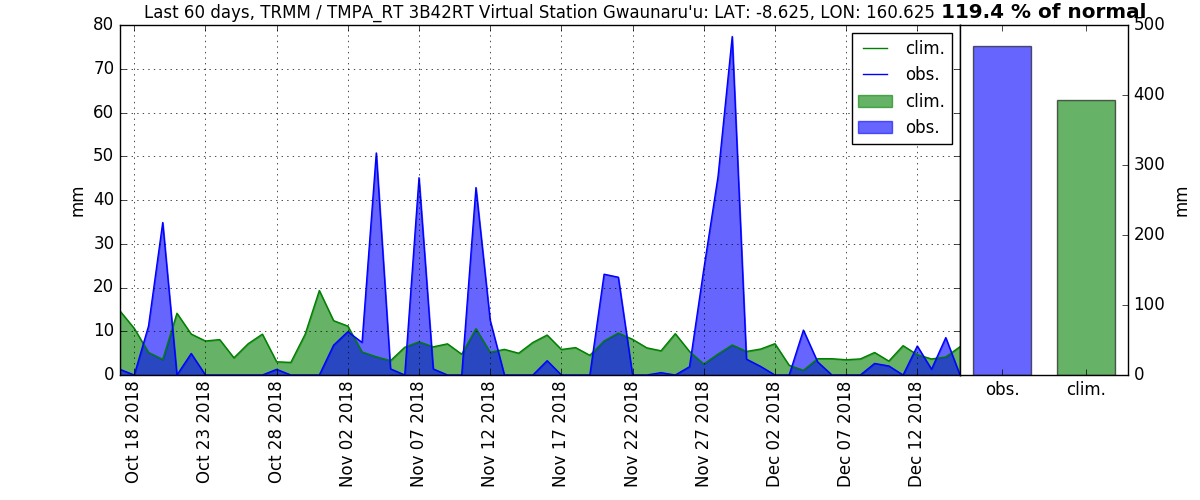 Last 60 days, TRMM / TMPA_RT 3B42RT Virtual Station Gwaunaru'u: LAT: -8.625, LON: 160.625 119.4 % of normal
80
70
60
50
40
30
20
10
0
mm
clim.
obs.
clim.
obs.
Oct 18 2018
Oct 23 2018
Oct 28 2018
Nov 02 2018
Nov 07 2018
Nov 12 2018
Nov 17 2018
Nov 22 2018
Nov 27 2018
Dec 02 2018
Dec 07 2018
Dec 12 2018
500
400
300
200
100
0
mm
obs.
clim.